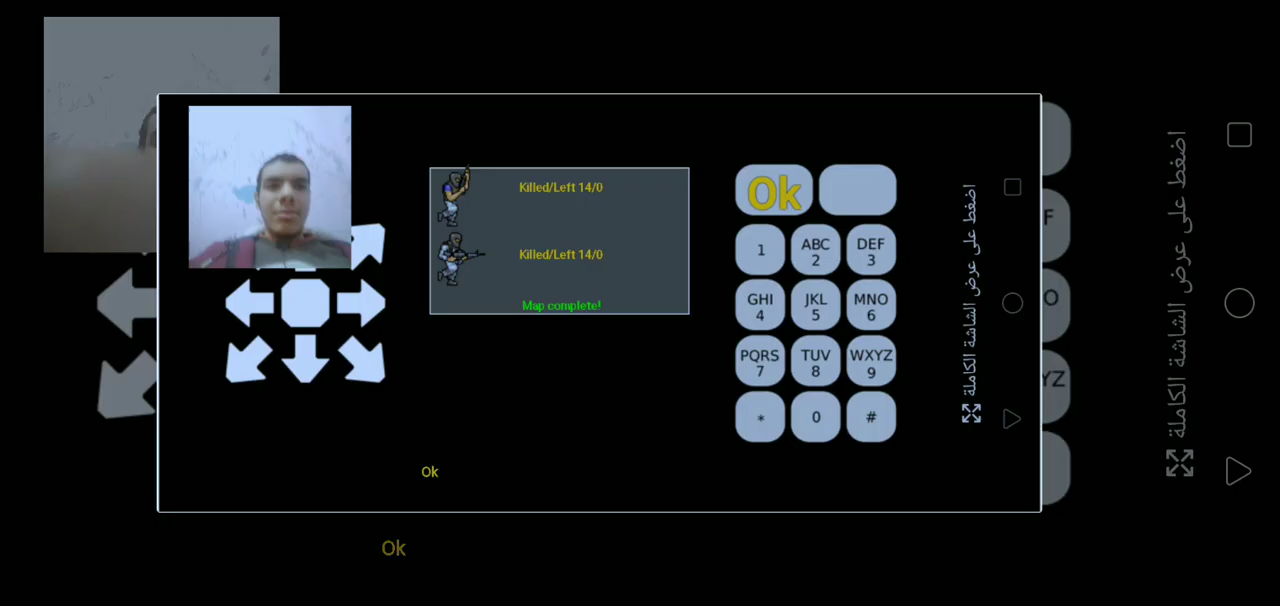 Killed/Left 14/0
Killed/Left 14/0
Map complete!
Ok
Ok
1
ABC
2
DEF
3
GHI
4
JKL
5
MNO
6
PQRS
7
TUV
8
WXYZ
9
*
0
#
اضغط على عرض الشاشة الكاملة
F
O
YZ
اضغط على عرض الشاشة الكاملة
Ok